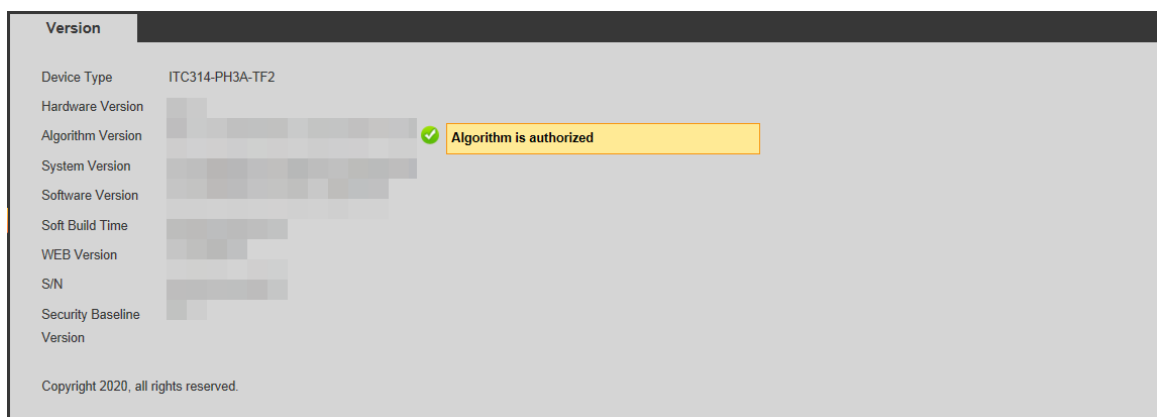 Version
Device Type ITC314-PH3A-TF2
Hardware Version
Algorithm Version Algorithm is authorized
System Version
Software Version
Soft Build Time
WEB Version
S/N
Security Baseline
Version
Copyright 2020, all rights reserved.